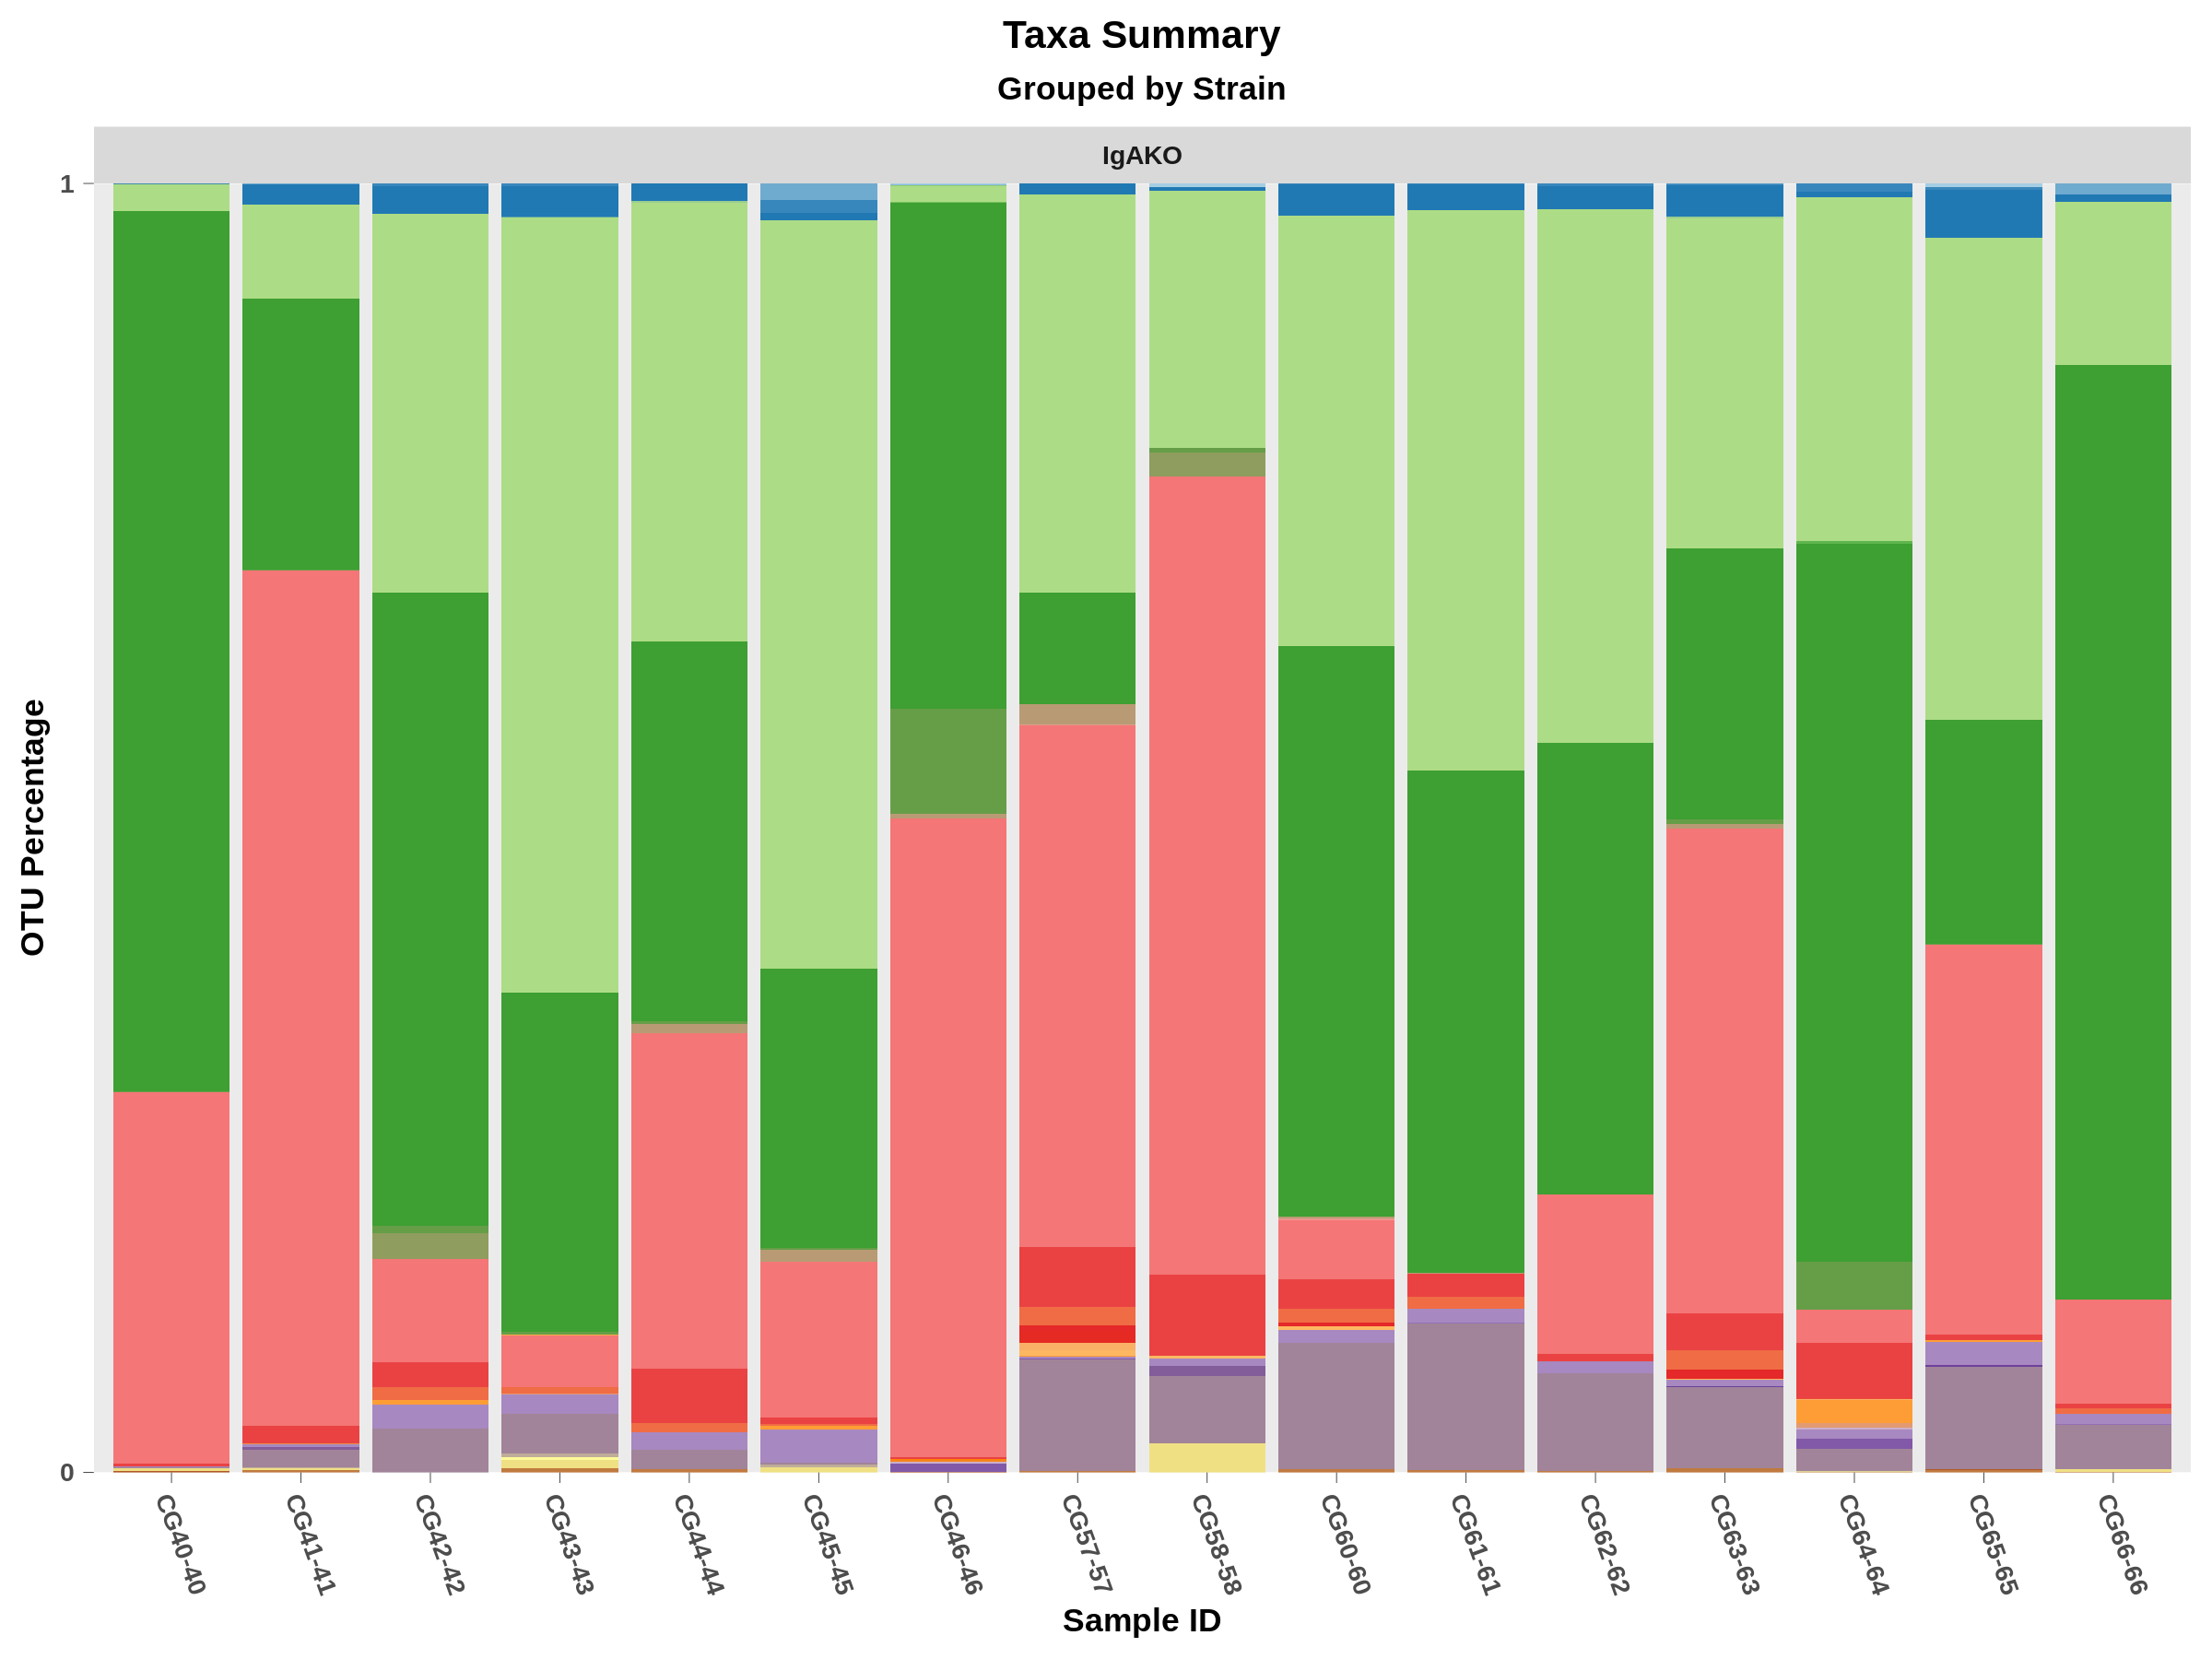 Taxa Summary
Grouped by Strain
IgAKO
1
0
OTU Percentage
CG40-40
CG41-41
CG42-42
CG43-43
CG44-44
CG45-45
CG46-46
CG57-57
CG58-58
CG60-60
CG61-61
CG62-62
CG63-63
CG64-64
CG65-65
CG66-66
Sample ID